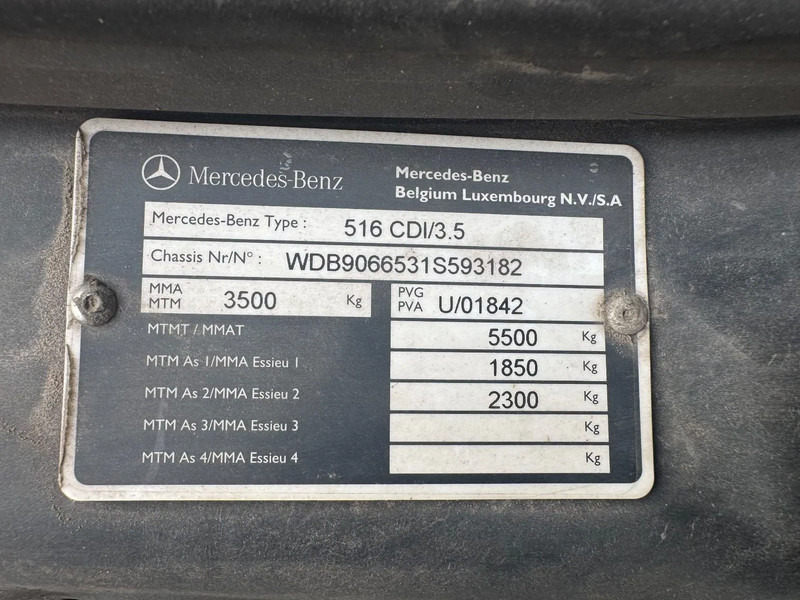 Mercedes-Benz
Mercedes-Benz
Belgium Luxembourg N.V./S.A
Mercedes-Benz Type : 516 CDI/3.5
Chassis Nr/N° : WDB9066531S593182
MMA
MTM 3500 Kg
PVG
PVA U/01842
MTMT / MMAT 5500 Kg
MTM As 1/MMA Essieu 1 1850 Kg
MTM As 2/MMA Essieu 2 2300 Kg
MTM As 3/MMA Essieu 3 Kg
MTM As 4/MMA Essieu 4 Kg